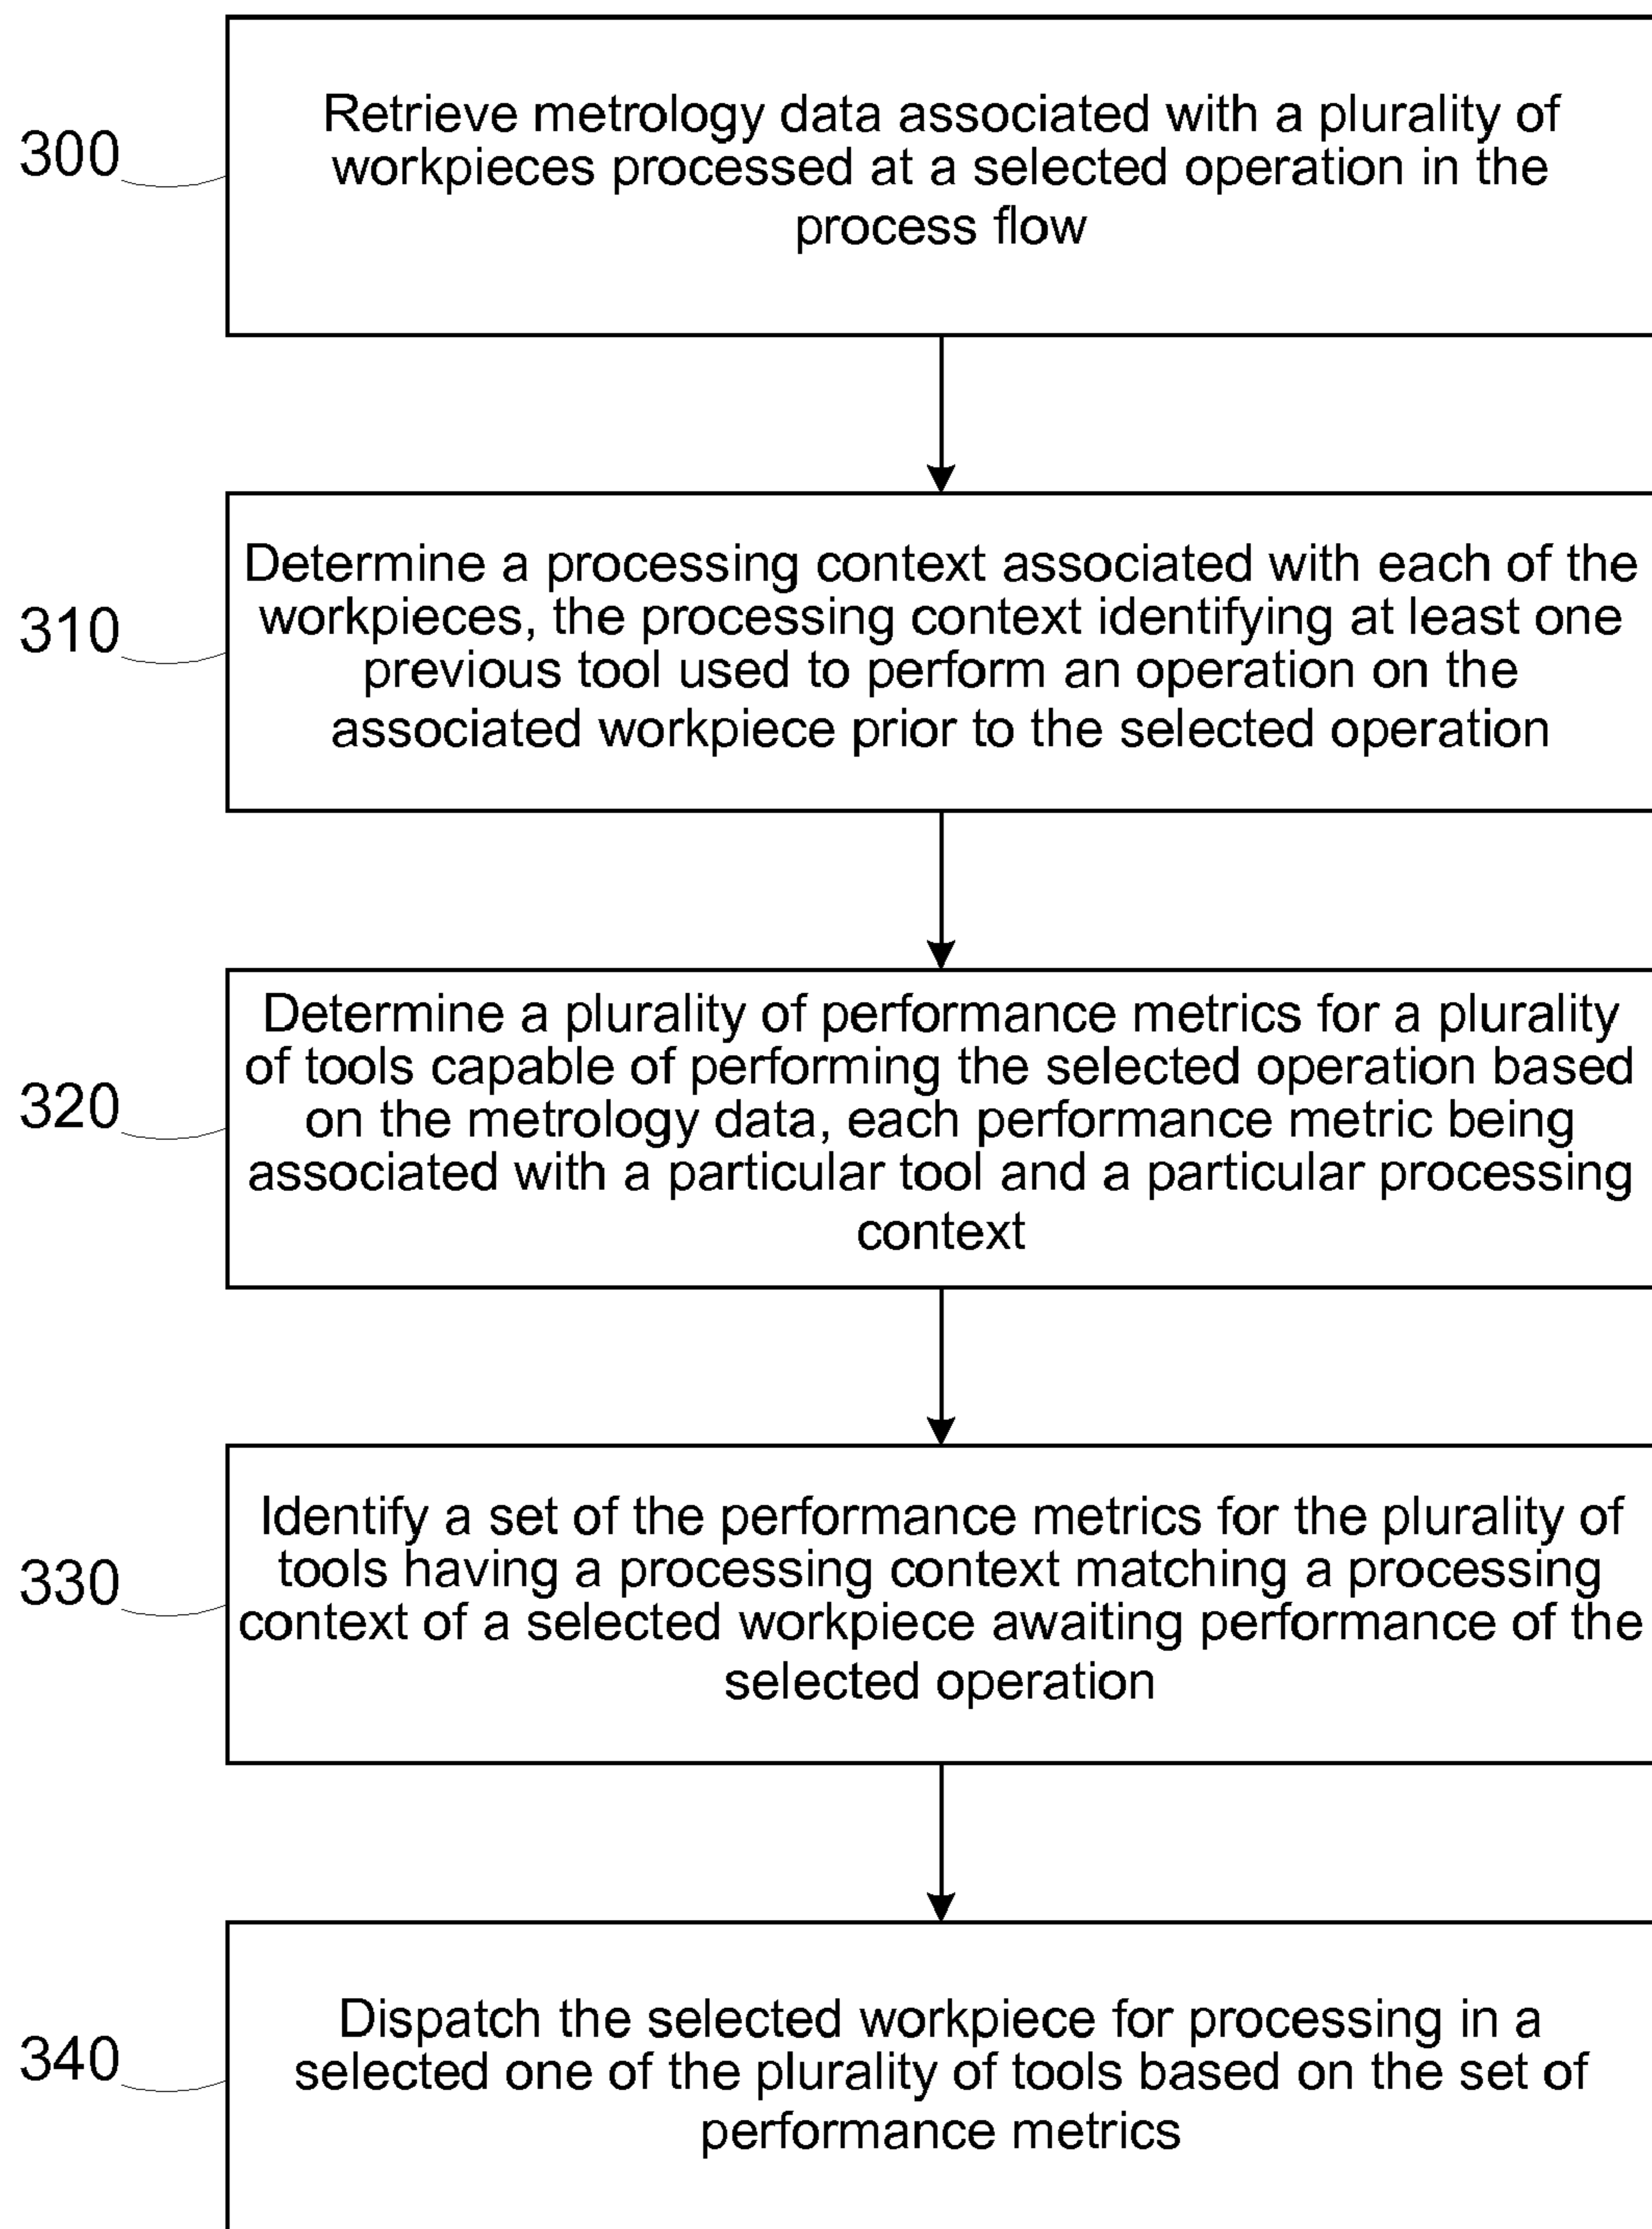 300
Retrieve metrology data associated with a plurality of
workpieces processed at a selected operation in the
process flow
310
Determine a processing context associated with each of the
workpieces, the processing context identifying at least one
previous tool used to perform an operation on the
associated workpiece prior to the selected operation
320
Determine a plurality of performance metrics for a plurality
of tools capable of performing the selected operation based
on the metrology data, each performance metric being
associated with a particular tool and a particular processing
context
330
Identify a set of the performance metrics for the plurality of
tools having a processing context matching a processing
context of a selected workpiece awaiting performance of the
selected operation
340
Dispatch the selected workpiece for processing in a
selected one of the plurality of tools based on the set of
performance metrics